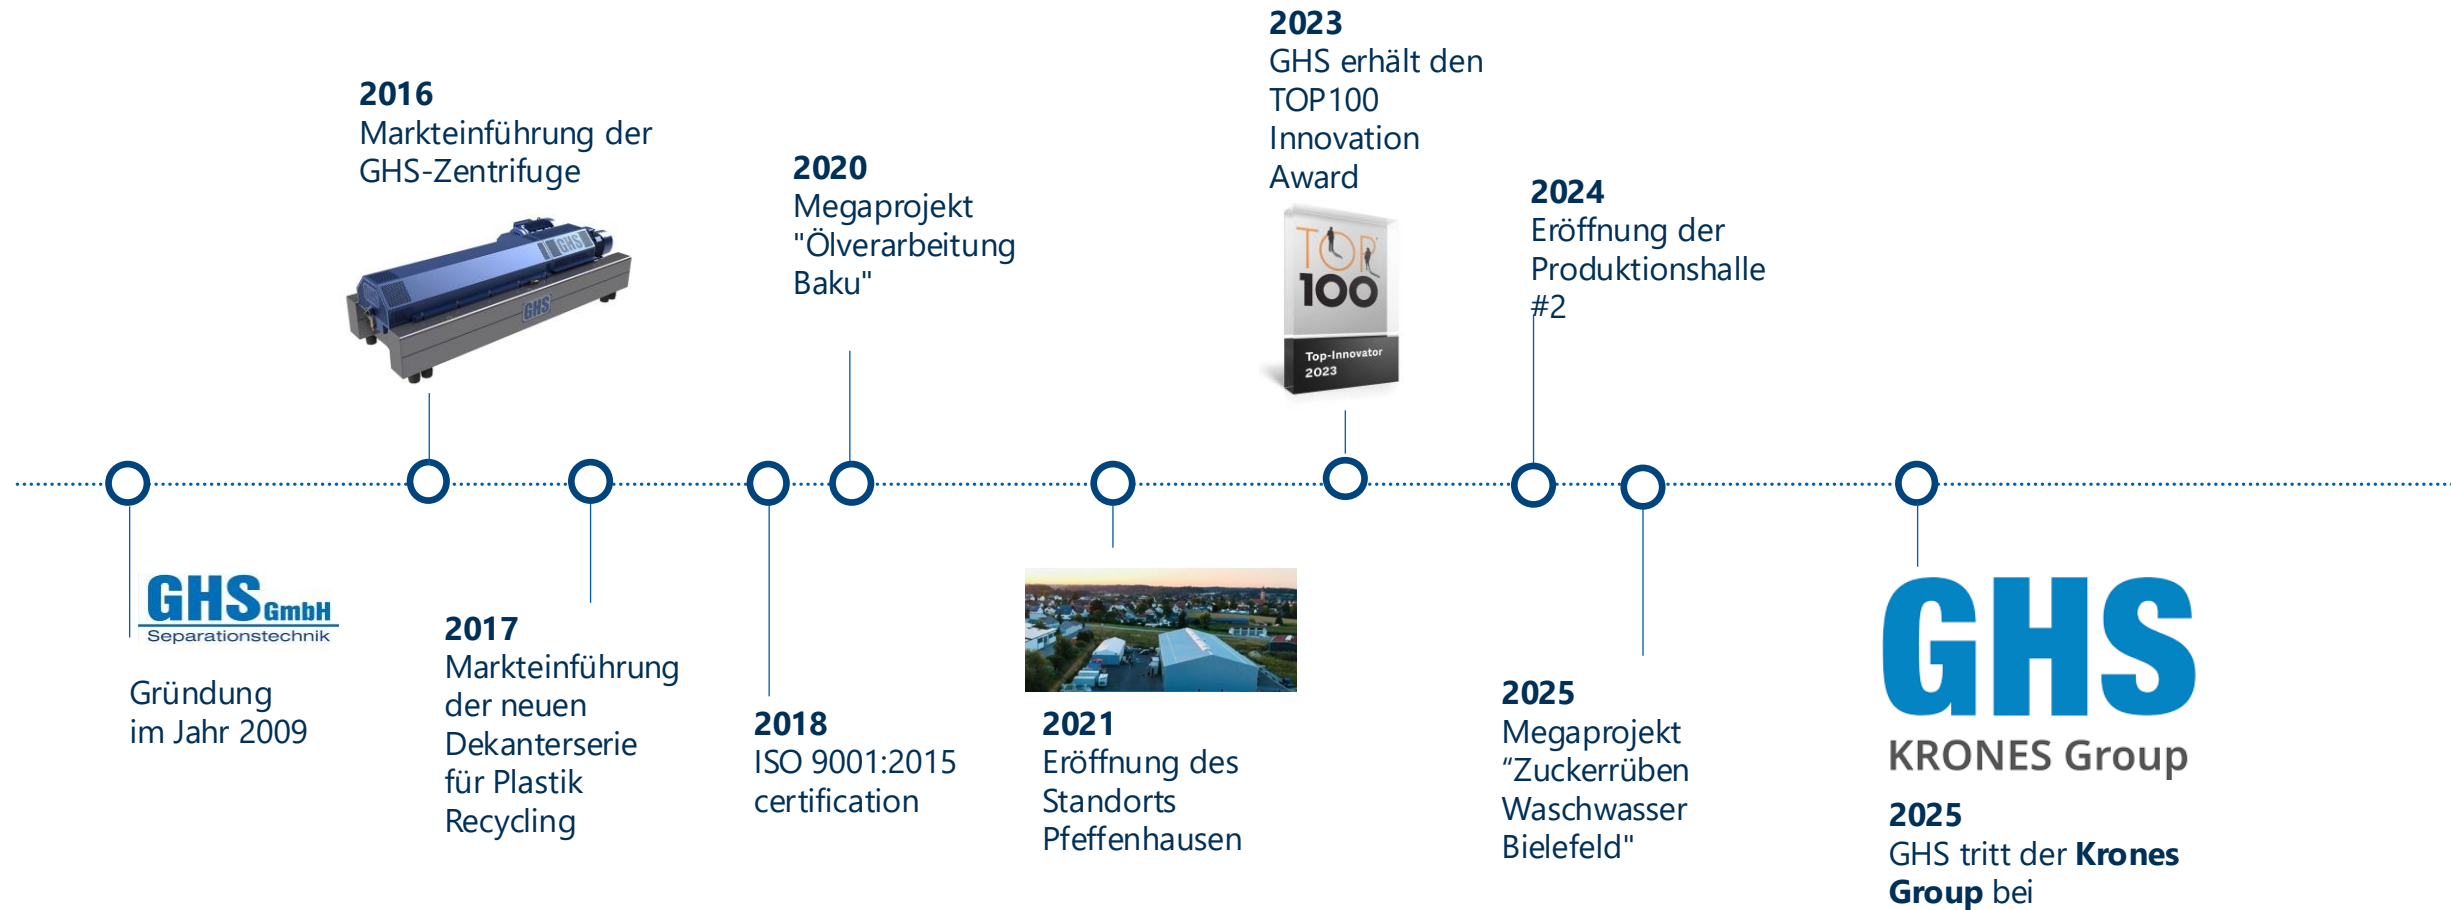 GHS GmbH
Separationstechnik
Gründung
im Jahr 2009
2016
Markteinführung der
GHS-Zentrifuge
GHS
GHS
2017
Markteinführung
der neuen
Dekanterserie
für Plastik
Recycling
2018
ISO 9001:2015
certification
2020
Megaprojekt
"Ölverarbeitung
Baku"
2021
Eröffnung des
Standorts
Pfeffenhausen
2023
GHS erhält den
TOP100
Innovation
Award
TOP
100
Top-Innovator
2023
2024
Eröffnung der
Produktionshalle
#2
2025
Megaprojekt
“Zuckerrüben
Waschwasser
Bielefeld"
GHS
KRONES Group
2025
GHS tritt der Krones
Group bei